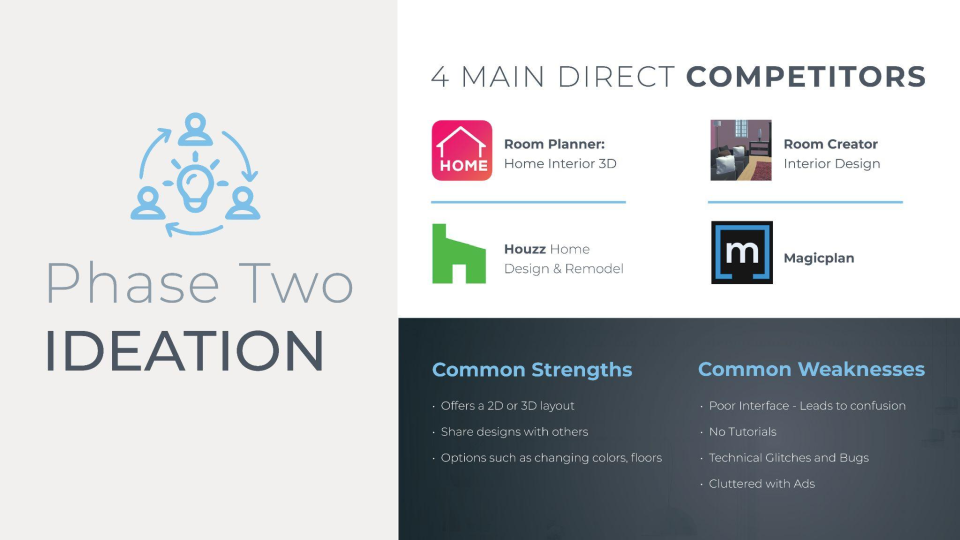 Phase Two
IDEATION
4 MAIN DIRECT COMPETITORS
HOME
Room Planner:
Home Interior 3D
Room Creator
Interior Design
Houzz Home
Design & Remodel
m
Magicplan
Common Strengths
· Offers a 2D or 3D layout
· Share designs with others
· Options such as changing colors, floors
Common Weaknesses
· Poor Interface - Leads to confusion
· No Tutorials
· Technical Glitches and Bugs
· Cluttered with Ads